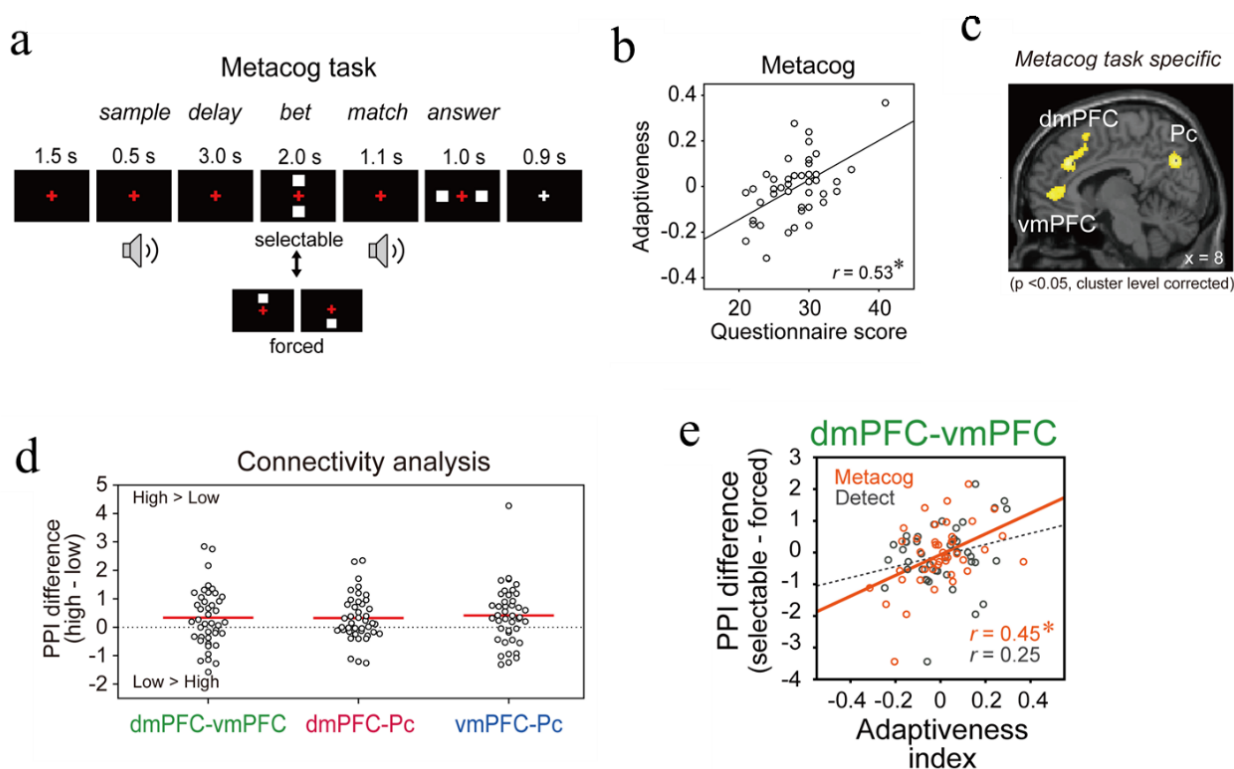 a
Metacog task
sample delay bet match answer
1.5 s 0.5 s 3.0 s 2.0 s 1.1 s 1.0 s 0.9 s
selectable
forced
b
Metacog
Adaptiveness
0.4
0.2
0
-0.2
-0.4
r = 0.53*
20 30 40
Questionnaire score
c
Metacog task specific
dmPFC
Pc
vmPFC
x = 8
(p <0.05, cluster level corrected)
d
Connectivity analysis
PPI difference
(high - low)
5
4
3
2
1
0
-1
-2
High > Low
Low > High
dmPFC-vmPFC dmPFC-Pc vmPFC-Pc
e
dmPFC-vmPFC
PPI difference
(selectable - forced)
3
2
1
0
-1
-2
-3
-4
Metacog
Detect
r = 0.45*
r = 0.25
-0.4 -0.2 0 0.2 0.4
Adaptiveness
index